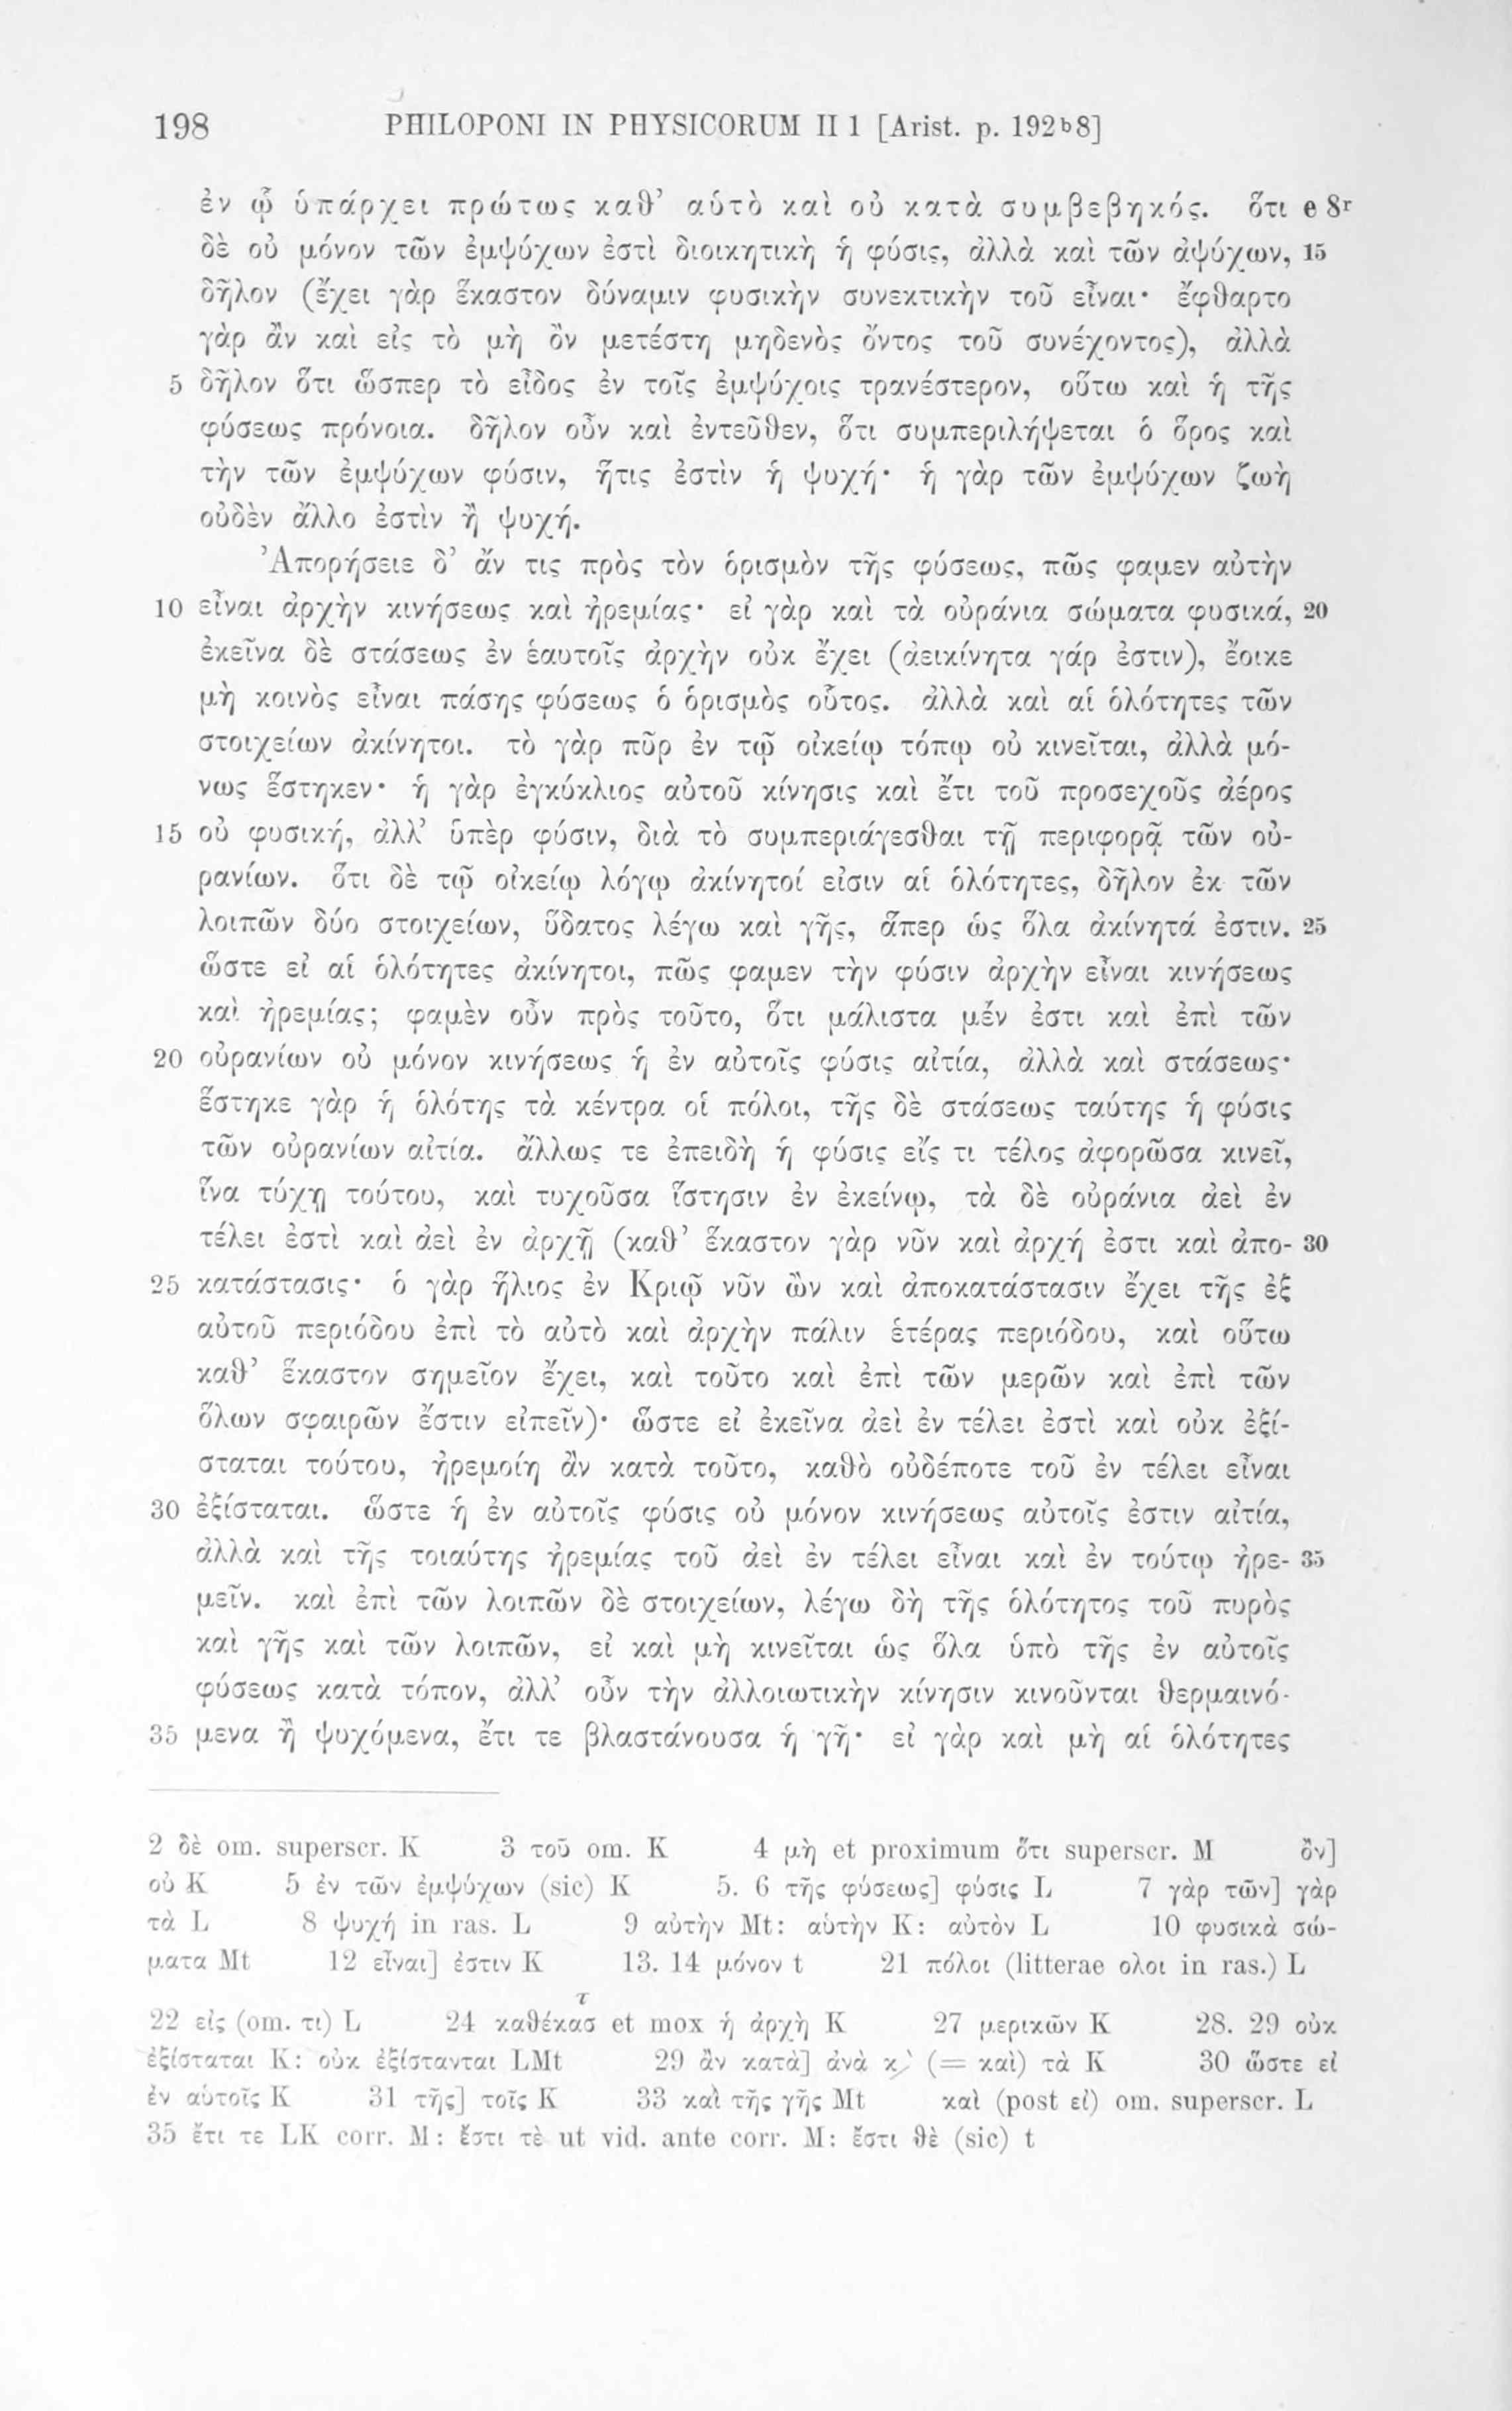 198 PHILOPONI IN PHYSICORUM II 1 [Arist. p. 192ᵇ8]
ἐν ᾧ ὑπάρχει πρώτως καθ’ αὑτὸ καὶ οὐ κατὰ συμβεβηκός. ὅτι e 8ʳ
δὲ οὐ μόνον τῶν ἐμψύχων ἐστὶ διοικητικὴ ἡ φύσις, ἀλλὰ καὶ τῶν ἀψύχων, 15
δῆλον (ἔχει γὰρ ἕκαστον δύναμιν φυσικὴν συνεκτικὴν τοῦ εἶναι· ἔφθαρτο
γὰρ ἂν καὶ εἰς τὸ μὴ ὂν μετέστη μηδενὸς ὄντος τοῦ συνέχοντος), ἀλλὰ
5 δῆλον ὅτι ὥσπερ τὸ εἶδος ἐν τοῖς ἐμψύχοις τρανέστερον, οὕτω καὶ ἡ τῆς
φύσεως πρόνοια. δῆλον οὖν καὶ ἐντεῦθεν, ὅτι συμπεριλήψεται ὁ ὅρος καὶ
τὴν τῶν ἐμψύχων φύσιν, ἥτις ἐστὶν ἡ ψυχή· ἡ γὰρ τῶν ἐμψύχων ζωὴ
οὐδὲν ἄλλο ἐστὶν ἢ ψυχή.
Ἀπορήσειε δ’ ἄν τις πρὸς τὸν ὁρισμὸν τῆς φύσεως, πῶς φαμεν αὐτὴν
10 εἶναι ἀρχὴν κινήσεως καὶ ἠρεμίας· εἰ γὰρ καὶ τὰ οὐράνια σώματα φυσικά, 20
ἐκεῖνα δὲ στάσεως ἐν ἑαυτοῖς ἀρχὴν οὐκ ἔχει (ἀεικίνητα γάρ ἐστιν), ἔοικε
μὴ κοινὸς εἶναι πάσης φύσεως ὁ ὁρισμὸς οὗτος. ἀλλὰ καὶ αἱ ὁλότητες τῶν
στοιχείων ἀκίνητοι. τὸ γὰρ πῦρ ἐν τῷ οἰκείῳ τόπῳ οὐ κινεῖται, ἀλλὰ μό-
νως ἕστηκεν· ἡ γὰρ ἐγκύκλιος αὐτοῦ κίνησις καὶ ἔτι τοῦ προσεχοῦς ἀέρος
15 οὐ φυσική, ἀλλ’ ὑπὲρ φύσιν, διὰ τὸ συμπεριάγεσθαι τῇ περιφορᾷ τῶν οὐ-
ρανίων. ὅτι δὲ τῷ οἰκείῳ λόγῳ ἀκίνητοί εἰσιν αἱ ὁλότητες, δῆλον ἐκ τῶν
λοιπῶν δύο στοιχείων, ὕδατος λέγω καὶ γῆς, ἅπερ ὡς ὅλα ἀκίνητά ἐστιν. 25
ὥστε εἰ αἱ ὁλότητες ἀκίνητοι, πῶς φαμεν τὴν φύσιν ἀρχὴν εἶναι κινήσεως
καὶ ἠρεμίας; φαμὲν οὖν πρὸς τοῦτο, ὅτι μάλιστα μέν ἐστι καὶ ἐπὶ τῶν
20 οὐρανίων οὐ μόνον κινήσεως ἡ ἐν αὐτοῖς φύσις αἰτία, ἀλλὰ καὶ στάσεως·
ἕστηκε γὰρ ἡ ὁλότης τὰ κέντρα οἱ πόλοι, τῆς δὲ στάσεως ταύτης ἡ φύσις
τῶν οὐρανίων αἰτία. ἄλλως τε ἐπειδὴ ἡ φύσις εἴς τι τέλος ἀφορῶσα κινεῖ,
ἵνα τύχῃ τούτου, καὶ τυχοῦσα ἵστησιν ἐν ἐκείνῳ, τὰ δὲ οὐράνια ἀεὶ ἐν
τέλει ἐστὶ καὶ ἀεὶ ἐν ἀρχῇ (καθ’ ἕκαστον γὰρ νῦν καὶ ἀρχή ἐστι καὶ ἀπο- 30
25 κατάστασις· ὁ γὰρ ἥλιος ἐν Κριῷ νῦν ὢν καὶ ἀποκατάστασιν ἔχει τῆς ἐξ
αὐτοῦ περιόδου ἐπὶ τὸ αὐτὸ καὶ ἀρχὴν πάλιν ἑτέρας περιόδου, καὶ οὕτω
καθ’ ἕκαστον σημεῖον ἔχει, καὶ τοῦτο καὶ ἐπὶ τῶν μερῶν καὶ ἐπὶ τῶν
ὅλων σφαιρῶν ἔστιν εἰπεῖν)· ὥστε εἰ ἐκεῖνα ἀεὶ ἐν τέλει ἐστὶ καὶ οὐκ ἐξί-
σταται τούτου, ἠρεμοίη ἂν κατὰ τοῦτο, καθὸ οὐδέποτε τοῦ ἐν τέλει εἶναι
30 ἐξίσταται. ὥστε ἡ ἐν αὐτοῖς φύσις οὐ μόνον κινήσεως αὐτοῖς ἐστιν αἰτία,
ἀλλὰ καὶ τῆς τοιαύτης ἠρεμίας τοῦ ἀεὶ ἐν τέλει εἶναι καὶ ἐν τούτῳ ἠρε- 35
μεῖν. καὶ ἐπὶ τῶν λοιπῶν δὲ στοιχείων, λέγω δὴ τῆς ὁλότητος τοῦ πυρὸς
καὶ γῆς καὶ τῶν λοιπῶν, εἰ καὶ μὴ κινεῖται ὡς ὅλα ὑπὸ τῆς ἐν αὐτοῖς
φύσεως κατὰ τόπον, ἀλλ’ οὖν τὴν ἀλλοιωτικὴν κίνησιν κινοῦνται θερμαινό-
35 μενα ἢ ψυχόμενα, ἔτι τε βλαστάνουσα ἡ γῆ· εἰ γὰρ καὶ μὴ αἱ ὁλότητες
2 δὲ om. superscr. K 3 τοῦ om. K 4 μὴ et proximum ὅτι superscr. M ὂν]
οὐ K 5 ἐν τῶν ἐμψύχων (sic) K 5. 6 τῆς φύσεως] φύσις L 7 γὰρ τῶν] γὰρ
τὰ L 8 ψυχή in ras. L 9 αὐτὴν Mt: αὑτὴν K: αὐτὸν L 10 φυσικὰ σώ-
ματα Mt 12 εἶναι] ἐστιν K 13. 14 μόνον t 21 πόλοι (litterae ολοι in ras.) L
22 εἰς (om. τι) L 24 καθέκασ^τ et mox ἡ ἀρχὴ K 27 μερικῶν K 28. 29 οὐκ
ἐξίσταται K: οὐκ ἐξίστανται LMt 29 ἂν κατὰ] ἀνὰ (= καὶ) τὰ K 30 ὥστε εἰ
ἐν αὑτοῖς K 31 τῆς] τοῖς K 33 καὶ τῆς γῆς Mt καὶ (post εἰ) om. superscr. L
35 ἔτι τε LK corr. M: ἔστι τὲ ut vid. ante corr. M: ἔστι θὲ (sic) t